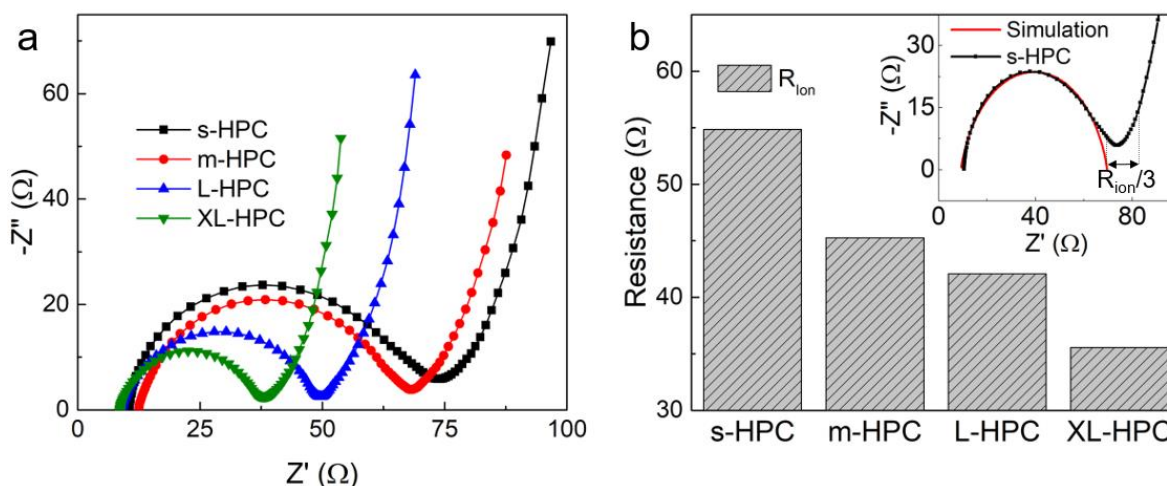 a
-Z'' (Ω)
60
40
20
0
s-HPC
m-HPC
L-HPC
XL-HPC
0 25 50 75 100
Z' (Ω)
b
Resistance (Ω)
60
50
40
30
R_Ion
s-HPC m-HPC L-HPC XL-HPC
-Z'' (Ω)
30
15
0
Simulation
s-HPC
R_ion/3
0 40 80
Z' (Ω)